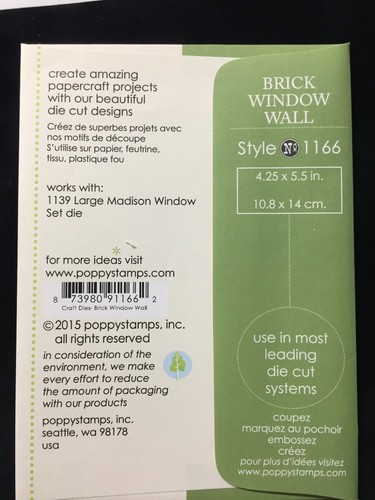 create amazing
papercraft projects
with our beautiful
die cut designs
Créez de superbes projets avec
nos motifs de découpe
S'utilise sur papier, feutrine,
tissu, plastique fou
works with:
1139 Large Madison Window
Set die
for more ideas visit
www.poppystamps.com
8 73980 91166 2
Craft Dies- Brick Window Wall
©2015 poppystamps, inc.
all rights reserved
in consideration of the
environment, we make
every effort to reduce
the amount of packaging
with our products
poppystamps, inc.
seattle, wa 98178
usa
BRICK
WINDOW
WALL
Style No 1166
4.25 x 5.5 in.
10.8 x 14 cm.
use in most
leading
die cut
systems
coupez
marquez au pochoir
embossez
créez
pour plus d'idées visitez
www.poppystamps.com